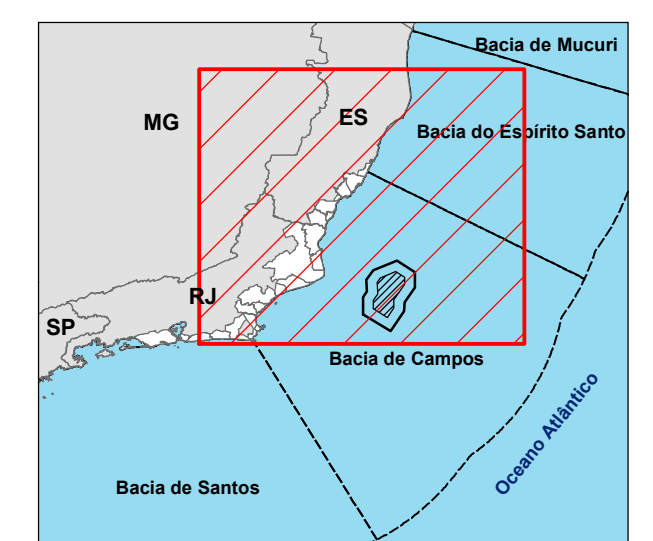 Bacia de Mucuri
MG
ES
Bacia do Espírito Santo
RJ
SP
Bacia de Campos
Oceano Atlântico
Bacia de Santos